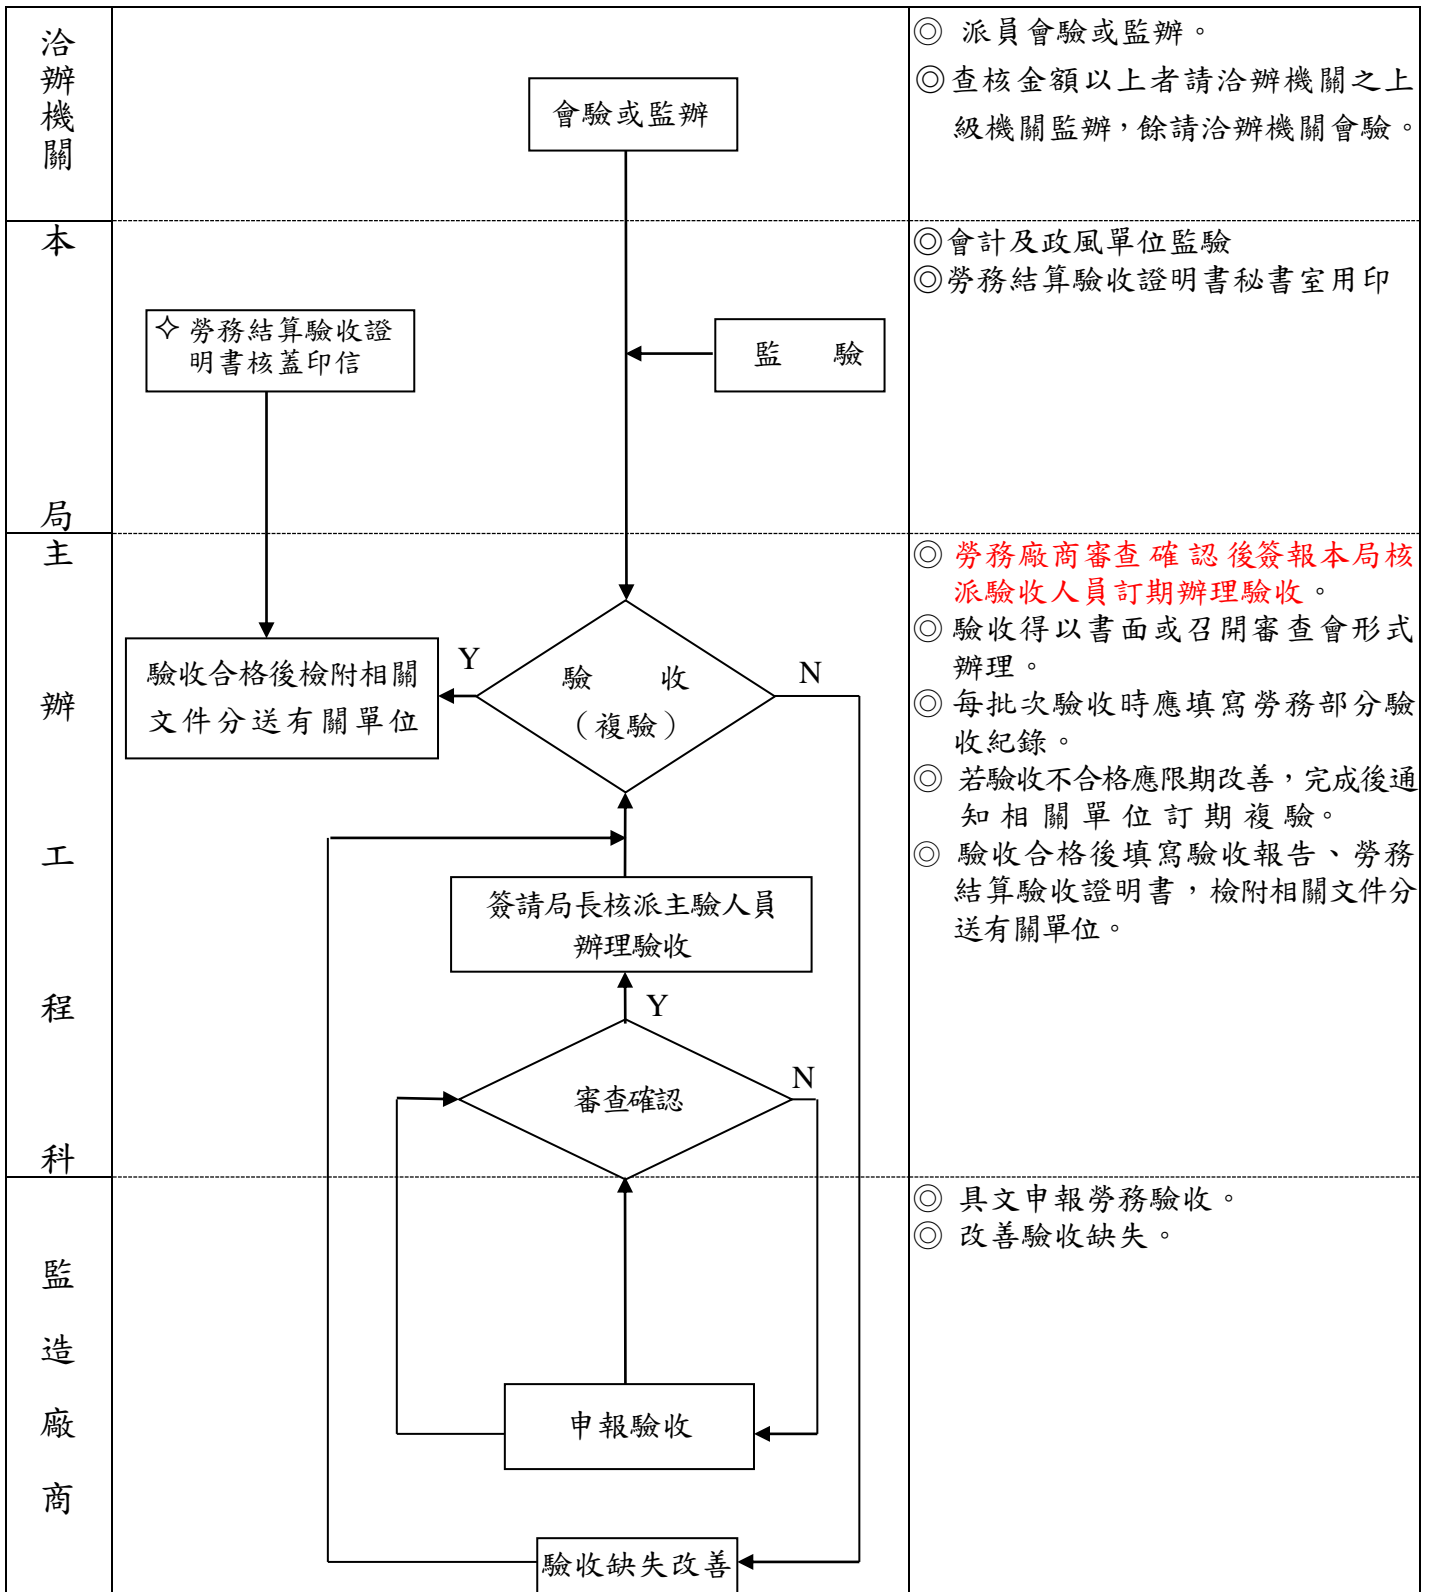 洽辦機關
會驗或監辦
◎ 派員會驗或監辦。
◎查核金額以上者請洽辦機關之上
級機關監辦，餘請洽辦機關會驗。
本局
✧ 勞務結算驗收證
明書核蓋印信
監 驗
◎會計及政風單位監驗
◎勞務結算驗收證明書秘書室用印
主辦工程科
驗收合格後檢附相關
文件分送有關單位
Y
驗 收
（複驗）
N
簽請局長核派主驗人員
辦理驗收
Y
審查確認
N
◎ 勞務廠商審查確認後簽報本局核
派驗收人員訂期辦理驗收。
◎ 驗收得以書面或召開審查會形式
辦理。
◎ 每批次驗收時應填寫勞務部分驗
收紀錄。
◎ 若驗收不合格應限期改善，完成後通
知相關單位訂期複驗。
◎ 驗收合格後填寫驗收報告、勞務
結算驗收證明書，檢附相關文件分
送有關單位。
監造廠商
申報驗收
驗收缺失改善
◎ 具文申報勞務驗收。
◎ 改善驗收缺失。